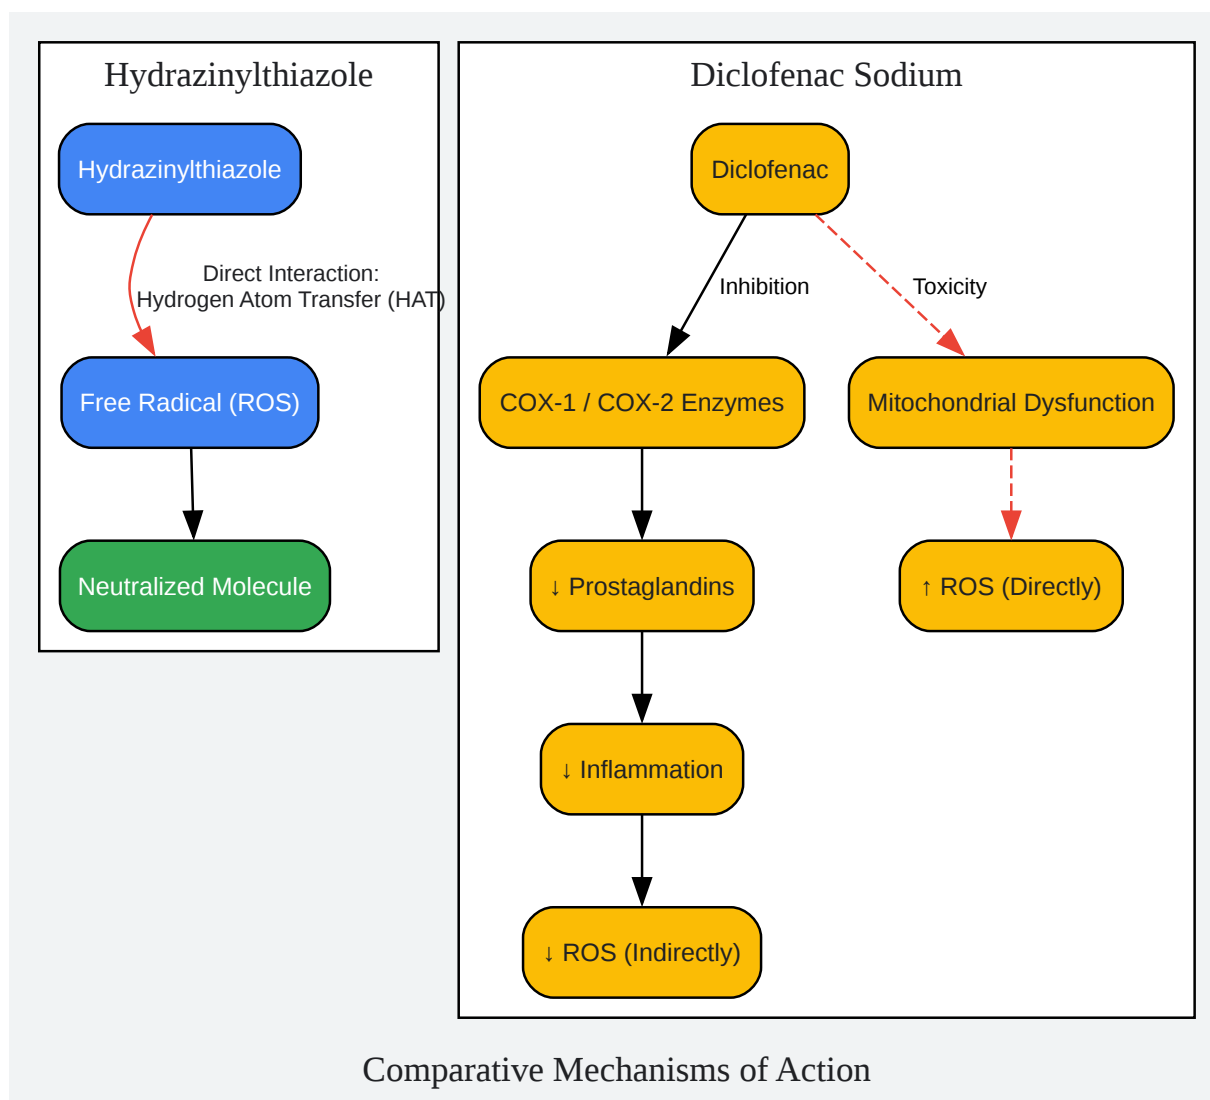 Hydrazinylthiazole
Hydrazinylthiazole
Direct Interaction:
Hydrogen Atom Transfer (HAT)
Free Radical (ROS)
Neutralized Molecule
Diclofenac Sodium
Diclofenac
Inhibition
Toxicity
COX-1 / COX-2 Enzymes
Mitochondrial Dysfunction
↓ Prostaglandins
↑ ROS (Directly)
↓ Inflammation
↓ ROS (Indirectly)
Comparative Mechanisms of Action